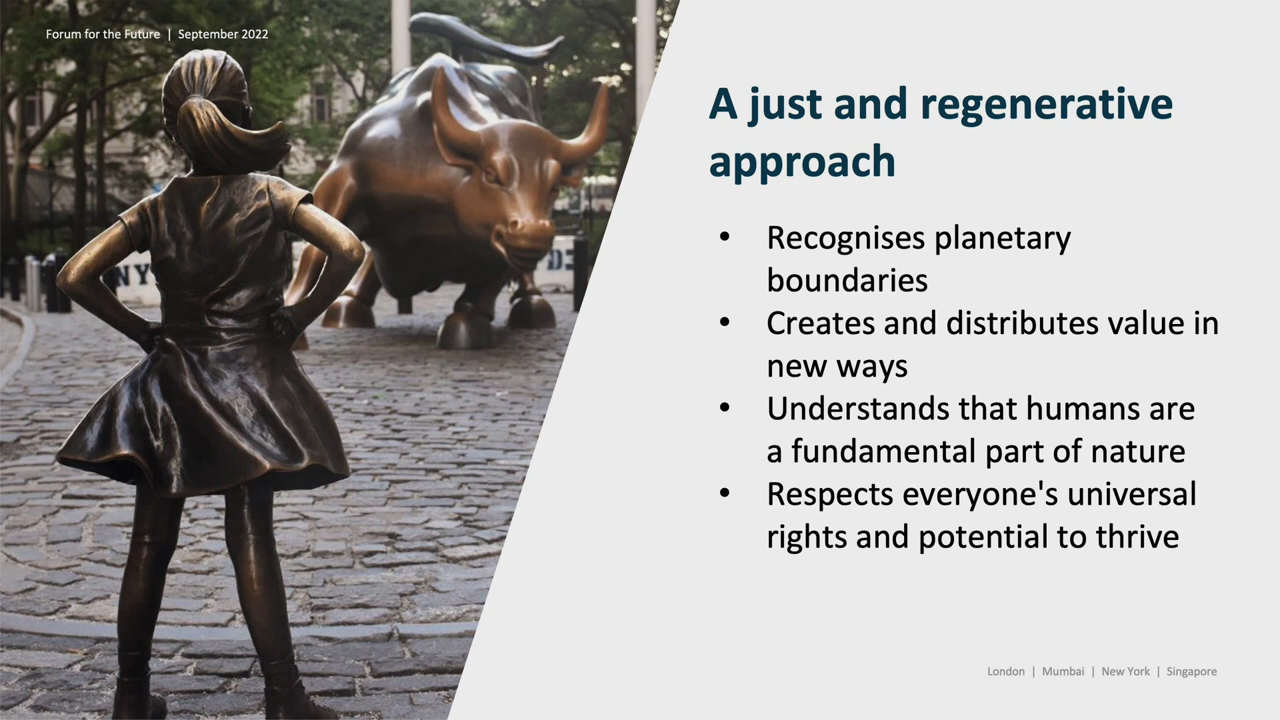 Forum for the Future | September 2022
A just and regenerative
approach
• Recognises planetary
boundaries
• Creates and distributes value in
new ways
• Understands that humans are
a fundamental part of nature
• Respects everyone's universal
rights and potential to thrive
London | Mumbai | New York | Singapore